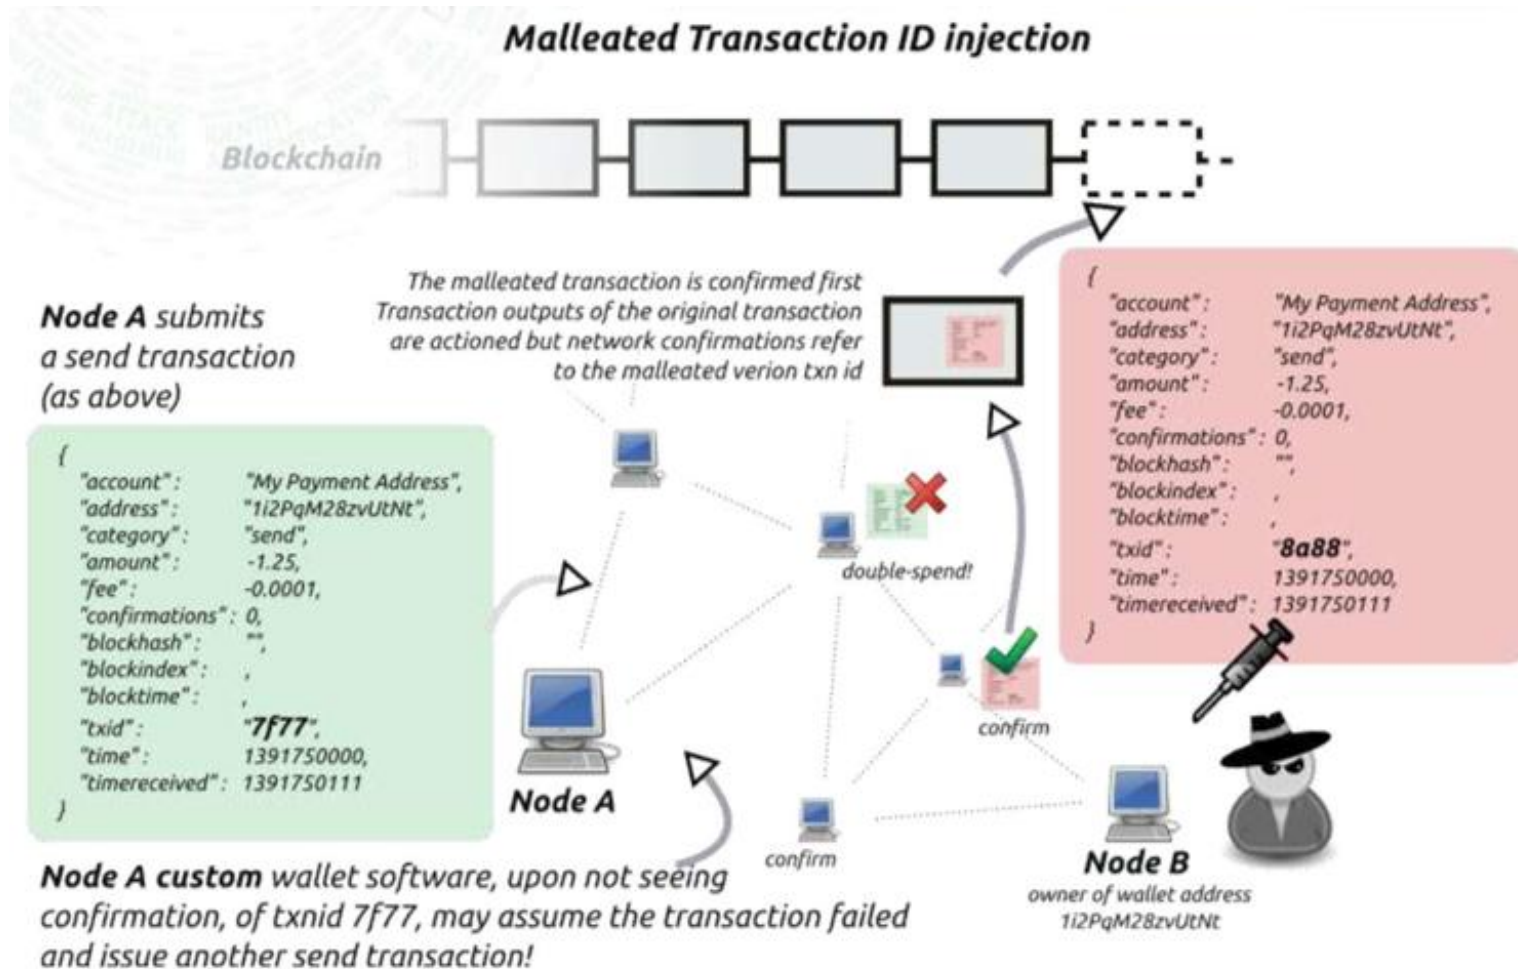 Malleated Transaction ID injection
Blockchain
The malleated transaction is confirmed first
Transaction outputs of the original transaction
are actioned but network confirmations refer
to the malleated verion txn id
Node A submits
a send transaction
(as above)
{
"account" : "My Payment Address",
"address" : "1i2PqM28zvUtNt",
"category" : "send",
"amount" : -1.25,
"fee" : -0.0001,
"confirmations" : 0,
"blockhash" : "",
"blockindex" : ,
"blocktime" : ,
"txid" : "7f77",
"time" : 1391750000,
"timereceived" : 1391750111
}
{
"account" : "My Payment Address",
"address" : "1i2PqM28zvUtNt",
"category" : "send",
"amount" : -1.25,
"fee" : -0.0001,
"confirmations" : 0,
"blockhash" : "",
"blockindex" : ,
"blocktime" : ,
"txid" : "8a88",
"time" : 1391750000,
"timereceived" : 1391750111
}
double-spend!
confirm
Node A
confirm
Node B
owner of wallet address
1i2PqM28zvUtNt
Node A custom wallet software, upon not seeing
confirmation, of txnid 7f77, may assume the transaction failed
and issue another send transaction!